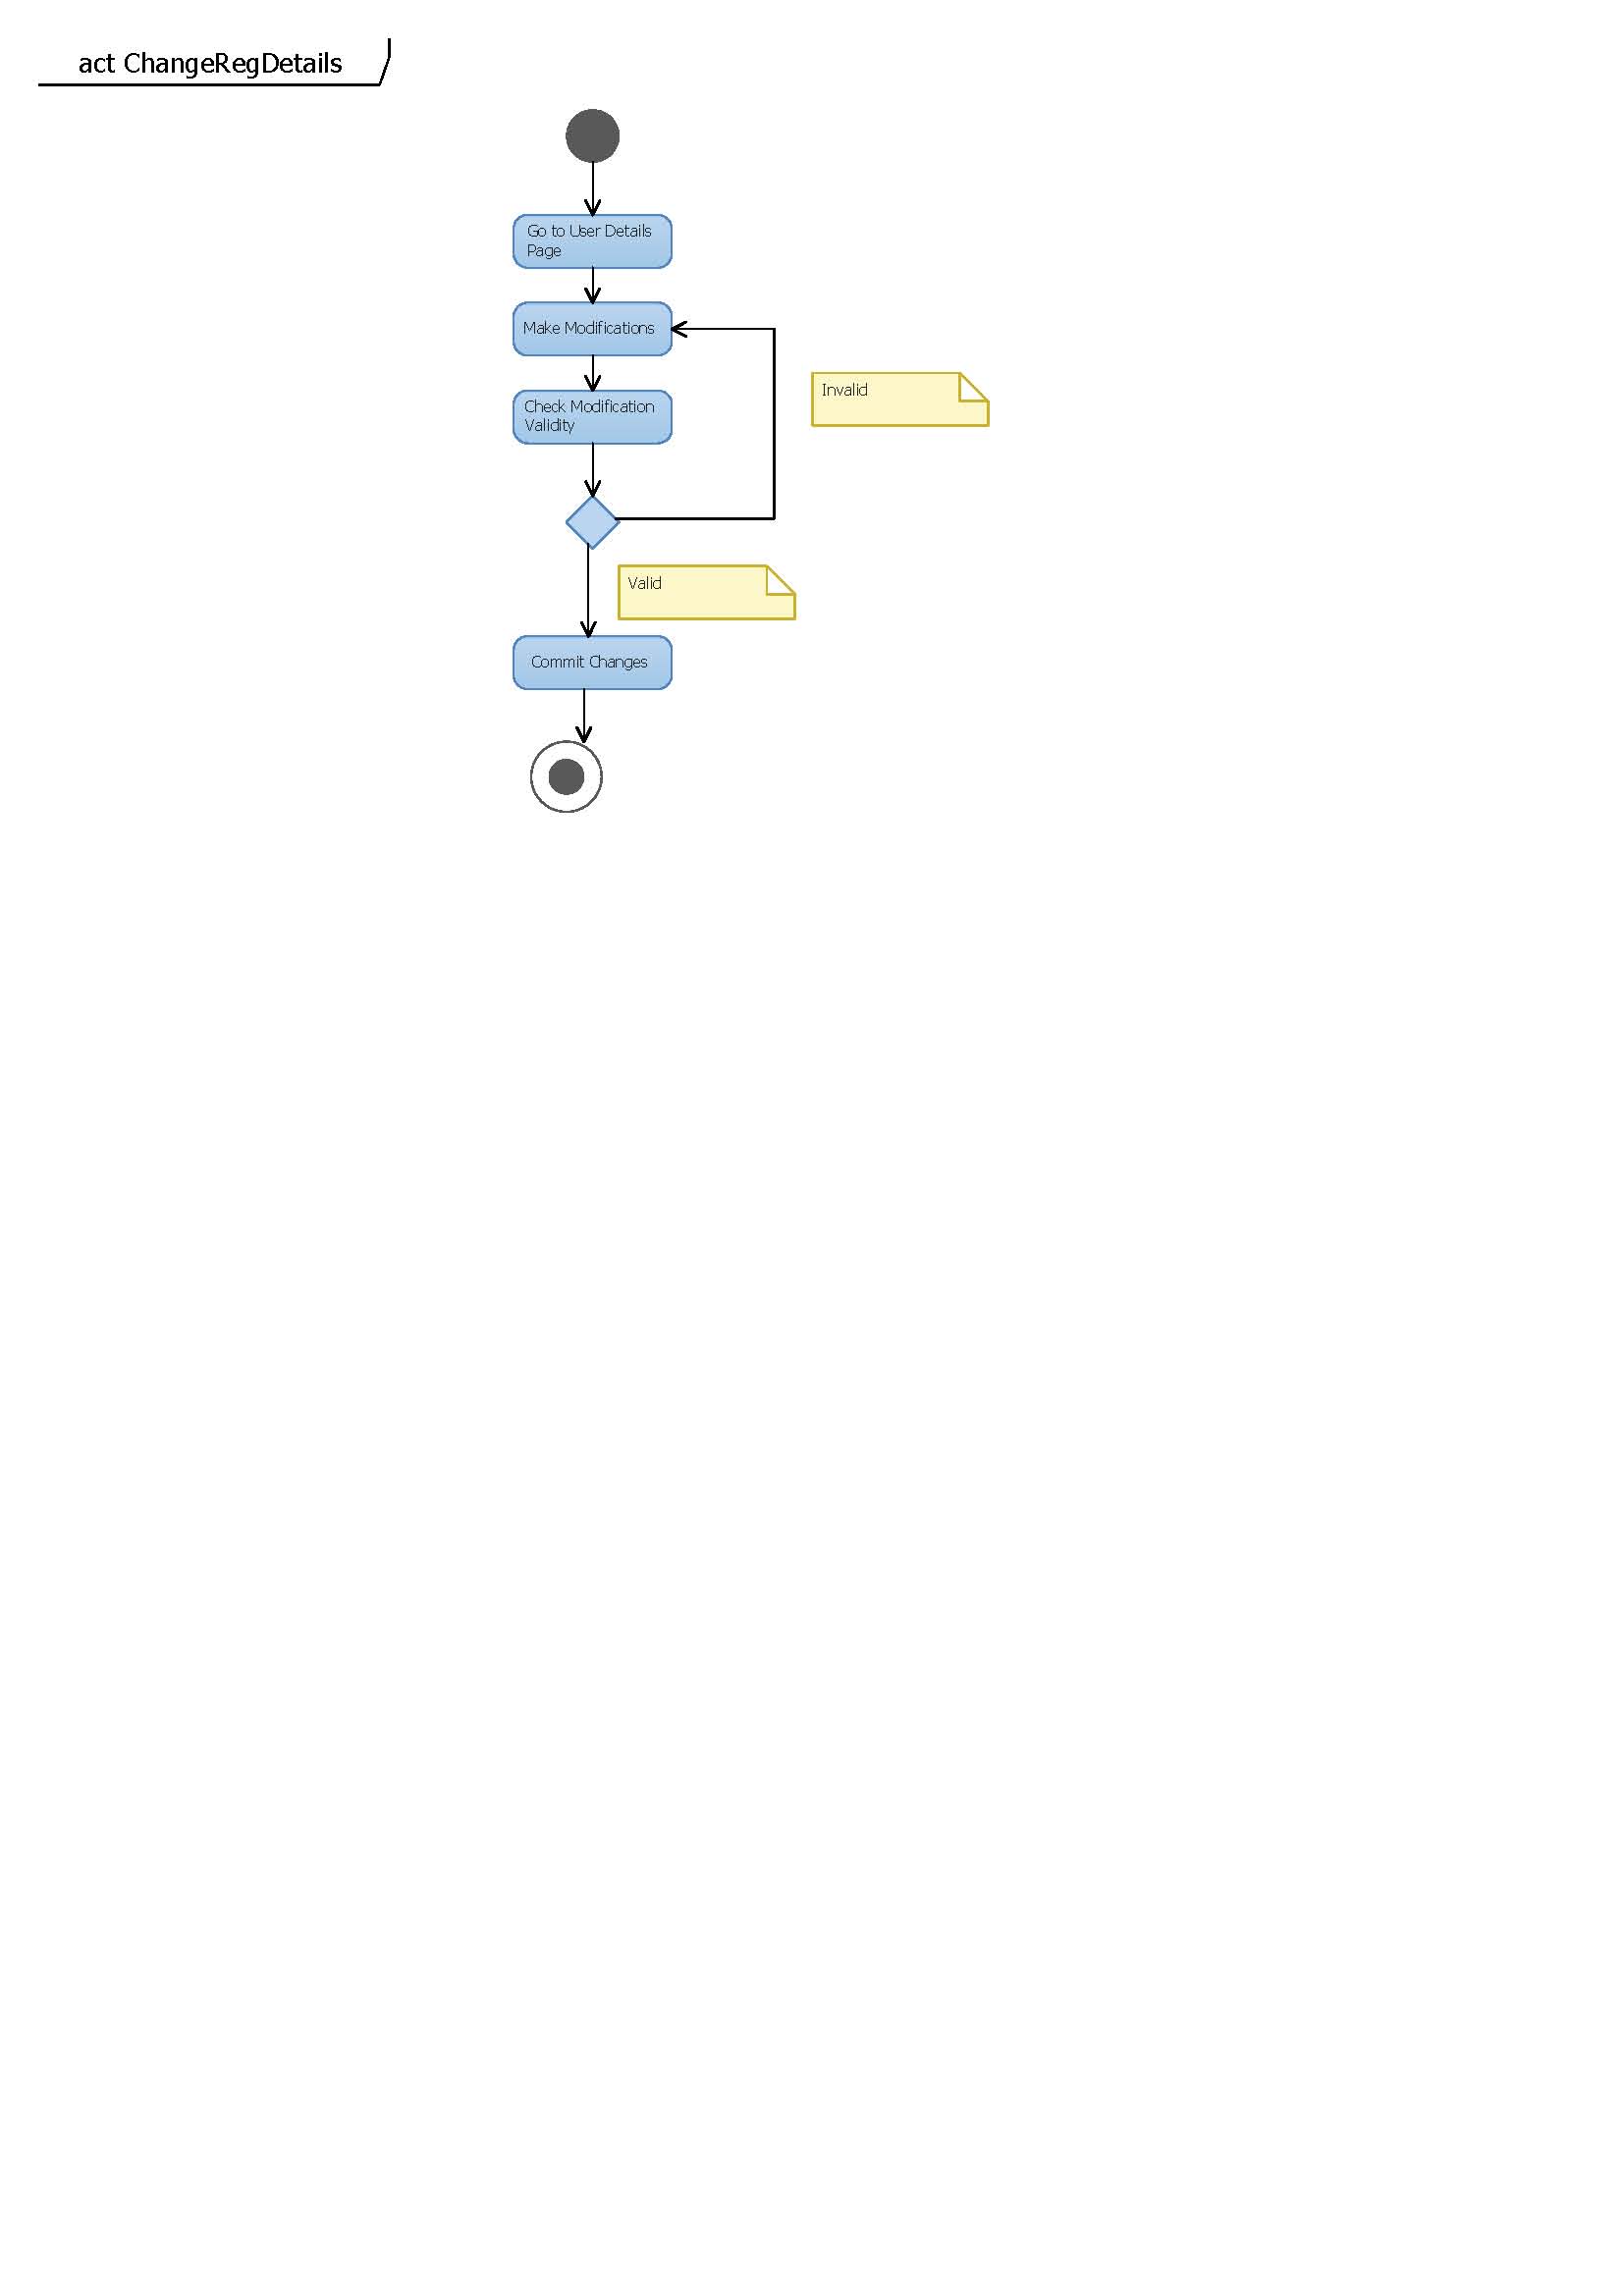 act ChangeRegDetails
Go to User Details
Page
Make Modifications
Invalid
Check Modification
Validity
Valid
Commit Changes